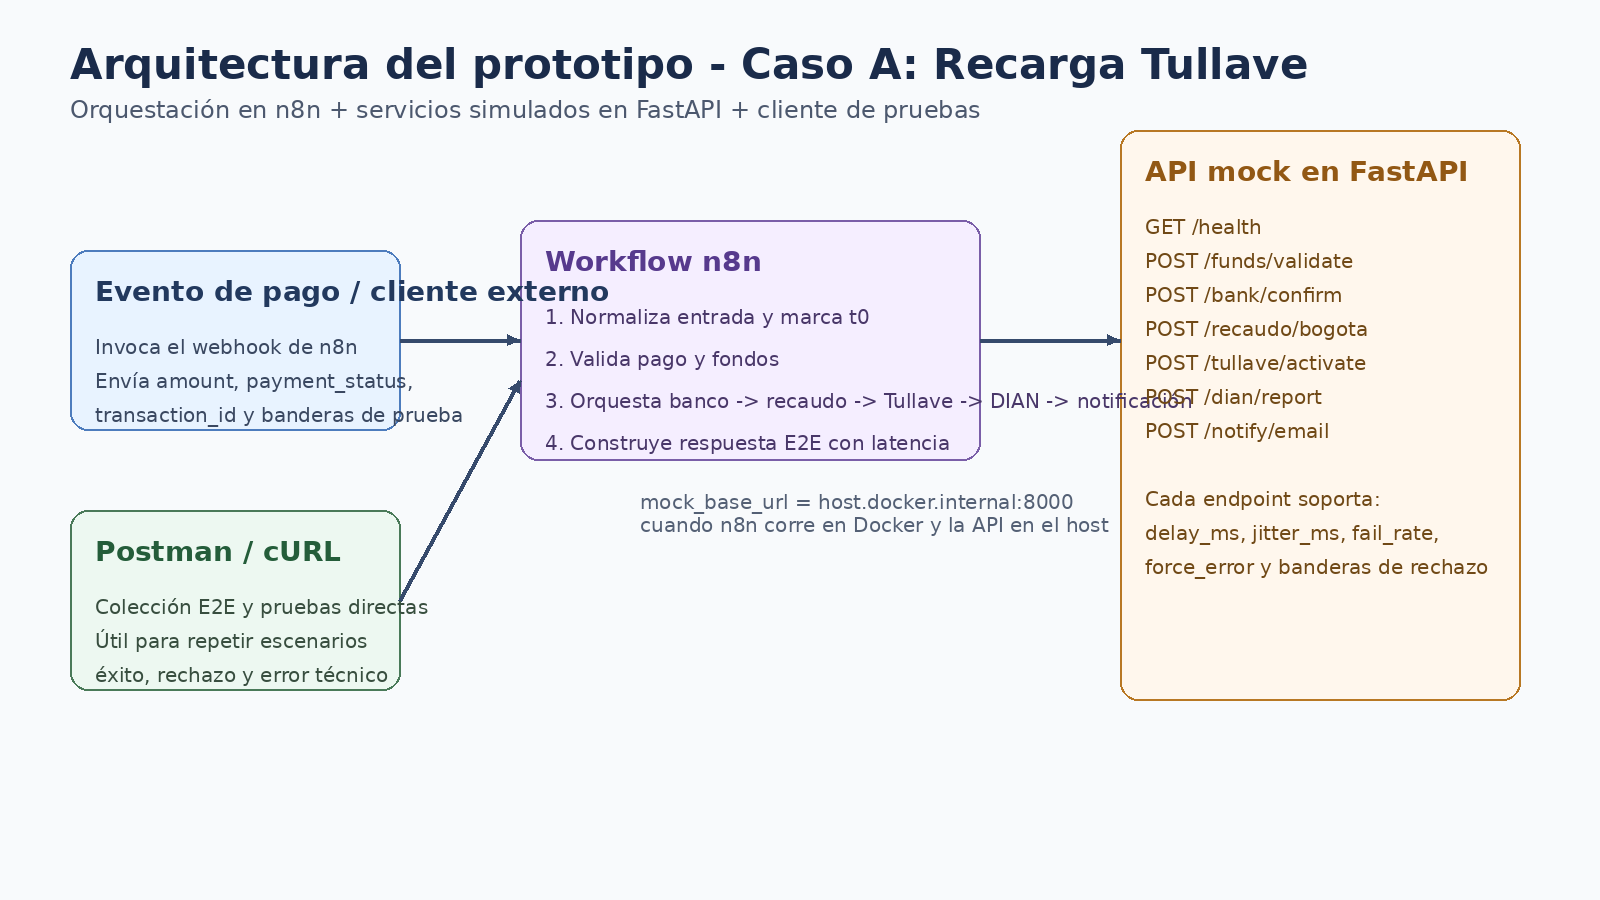 Arquitectura del prototipo - Caso A: Recarga Tullave
Orquestación en n8n + servicios simulados en FastAPI + cliente de pruebas
Evento de pago / cliente externo
Invoca el webhook de n8n
Envía amount, payment_status,
transaction_id y banderas de prueba
Postman / cURL
Colección E2E y pruebas directas
Útil para repetir escenarios
éxito, rechazo y error técnico
Workflow n8n
1. Normaliza entrada y marca t0
2. Valida pago y fondos
3. Orquesta banco -> recaudo -> Tullave -> DIAN -> notificación
4. Construye respuesta E2E con latencia
mock_base_url = host.docker.internal:8000
cuando n8n corre en Docker y la API en el host
API mock en FastAPI
GET /health
POST /funds/validate
POST /bank/confirm
POST /recaudo/bogota
POST /tullave/activate
POST /dian/report
POST /notify/email
Cada endpoint soporta:
delay_ms, jitter_ms, fail_rate,
force_error y banderas de rechazo